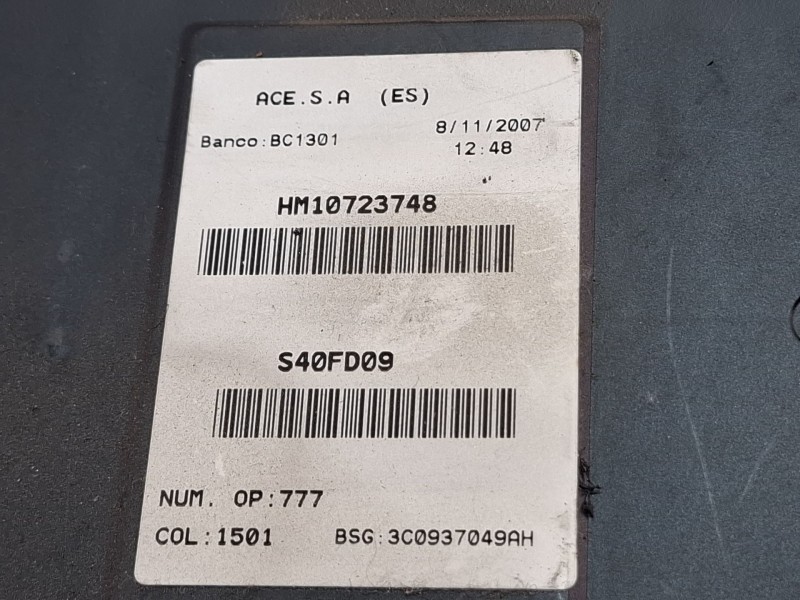 ACE.S.A (ES)
Banco:BC1301
8/11/2007
12:48
HM10723748
S40FD09
NUM. OP:777
COL:1501 BSG:3C0937049AH